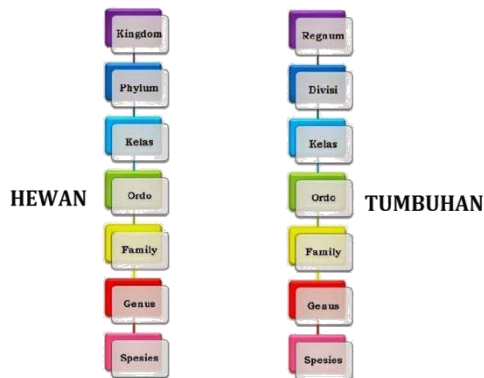 Kingdom
Phylum
Kelas
Ordo
Family
Genus
Spesies
HEWAN
Regnum
Divisi
Kelas
Ordo
Family
Genus
Spesies
TUMBUHAN